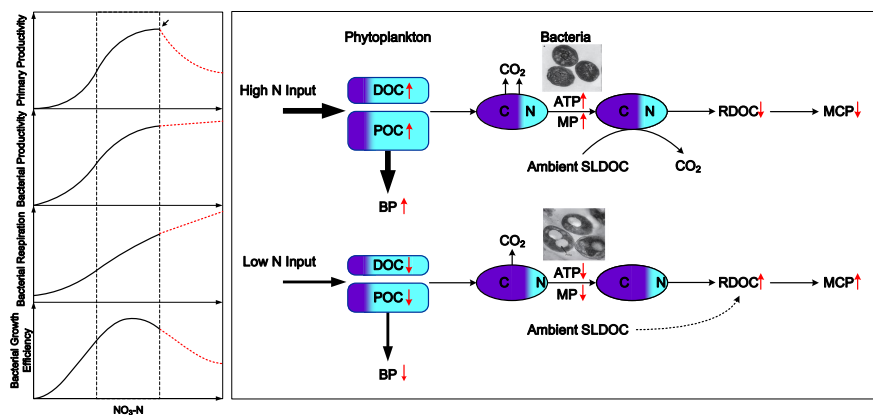 Primary Productivity
Bacterial Productivity
Bacterial Respiration
Bacterial Growth
Efficiency
NO₃-N
Phytoplankton
Bacteria
High N Input
DOC↑
POC↑
BP ↑
CO₂
C N
ATP↑
MP↑
C N
RDOC↓
MCP↓
Ambient SLDOC
CO₂
Low N Input
DOC↓
POC↓
BP ↓
CO₂
C N
ATP↓
MP↓
C N
RDOC↑
MCP↑
Ambient SLDOC